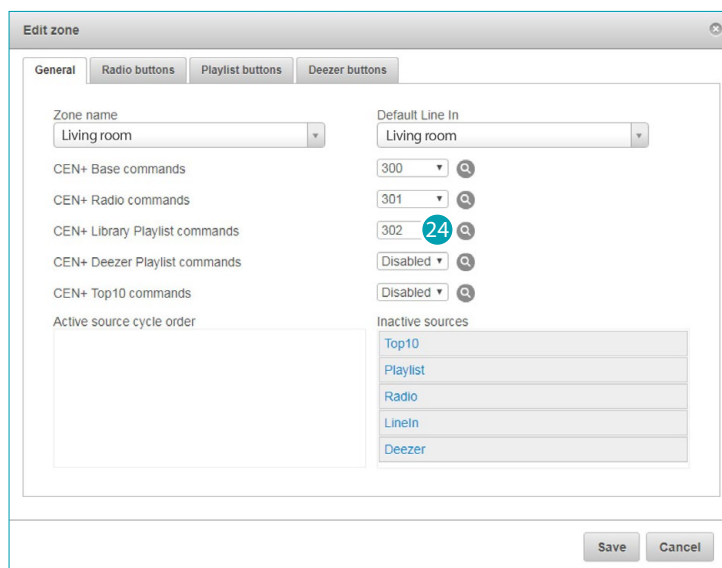 Edit zone
General Radio buttons Playlist buttons Deezer buttons
Zone name Default Line In
Living room Living room
CEN+ Base commands 300
CEN+ Radio commands 301
CEN+ Library Playlist commands 302 24
CEN+ Deezer Playlist commands Disabled
CEN+ Top10 commands Disabled
Active source cycle order Inactive sources
Top10
Playlist
Radio
LineIn
Deezer
Save Cancel